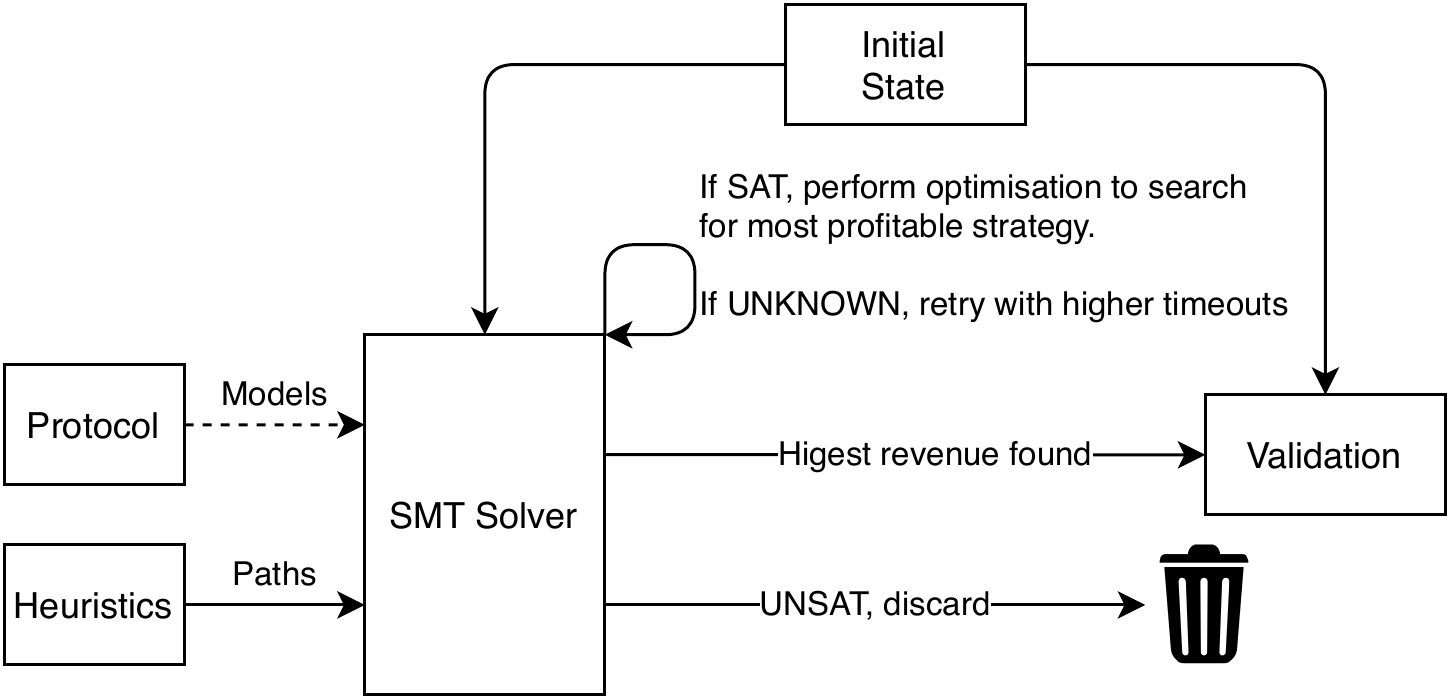 Initial
State
If SAT, perform optimisation to search
for most profitable strategy.
If UNKNOWN, retry with higher timeouts
Models
Protocol
Higest revenue found
Validation
SMT Solver
Paths
Heuristics
UNSAT, discard